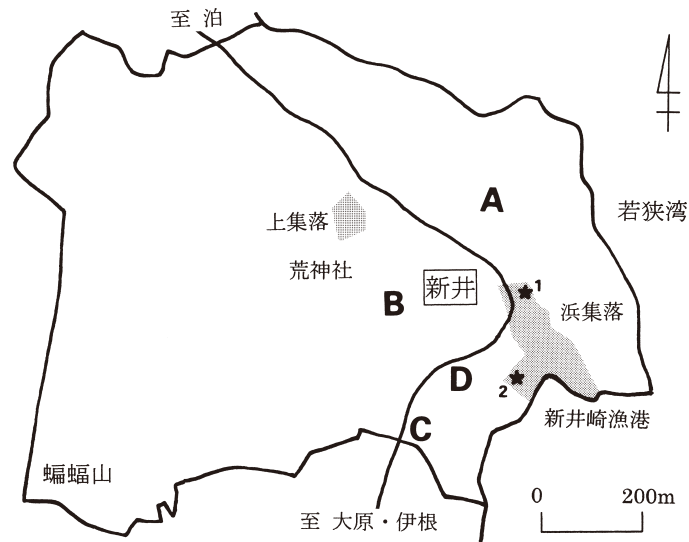 至 泊
A
若狭湾
上集落
荒神社
B
新井
1
浜集落
D
2
C
新井崎漁港
蝙蝠山
至 大原・伊根
0 200m